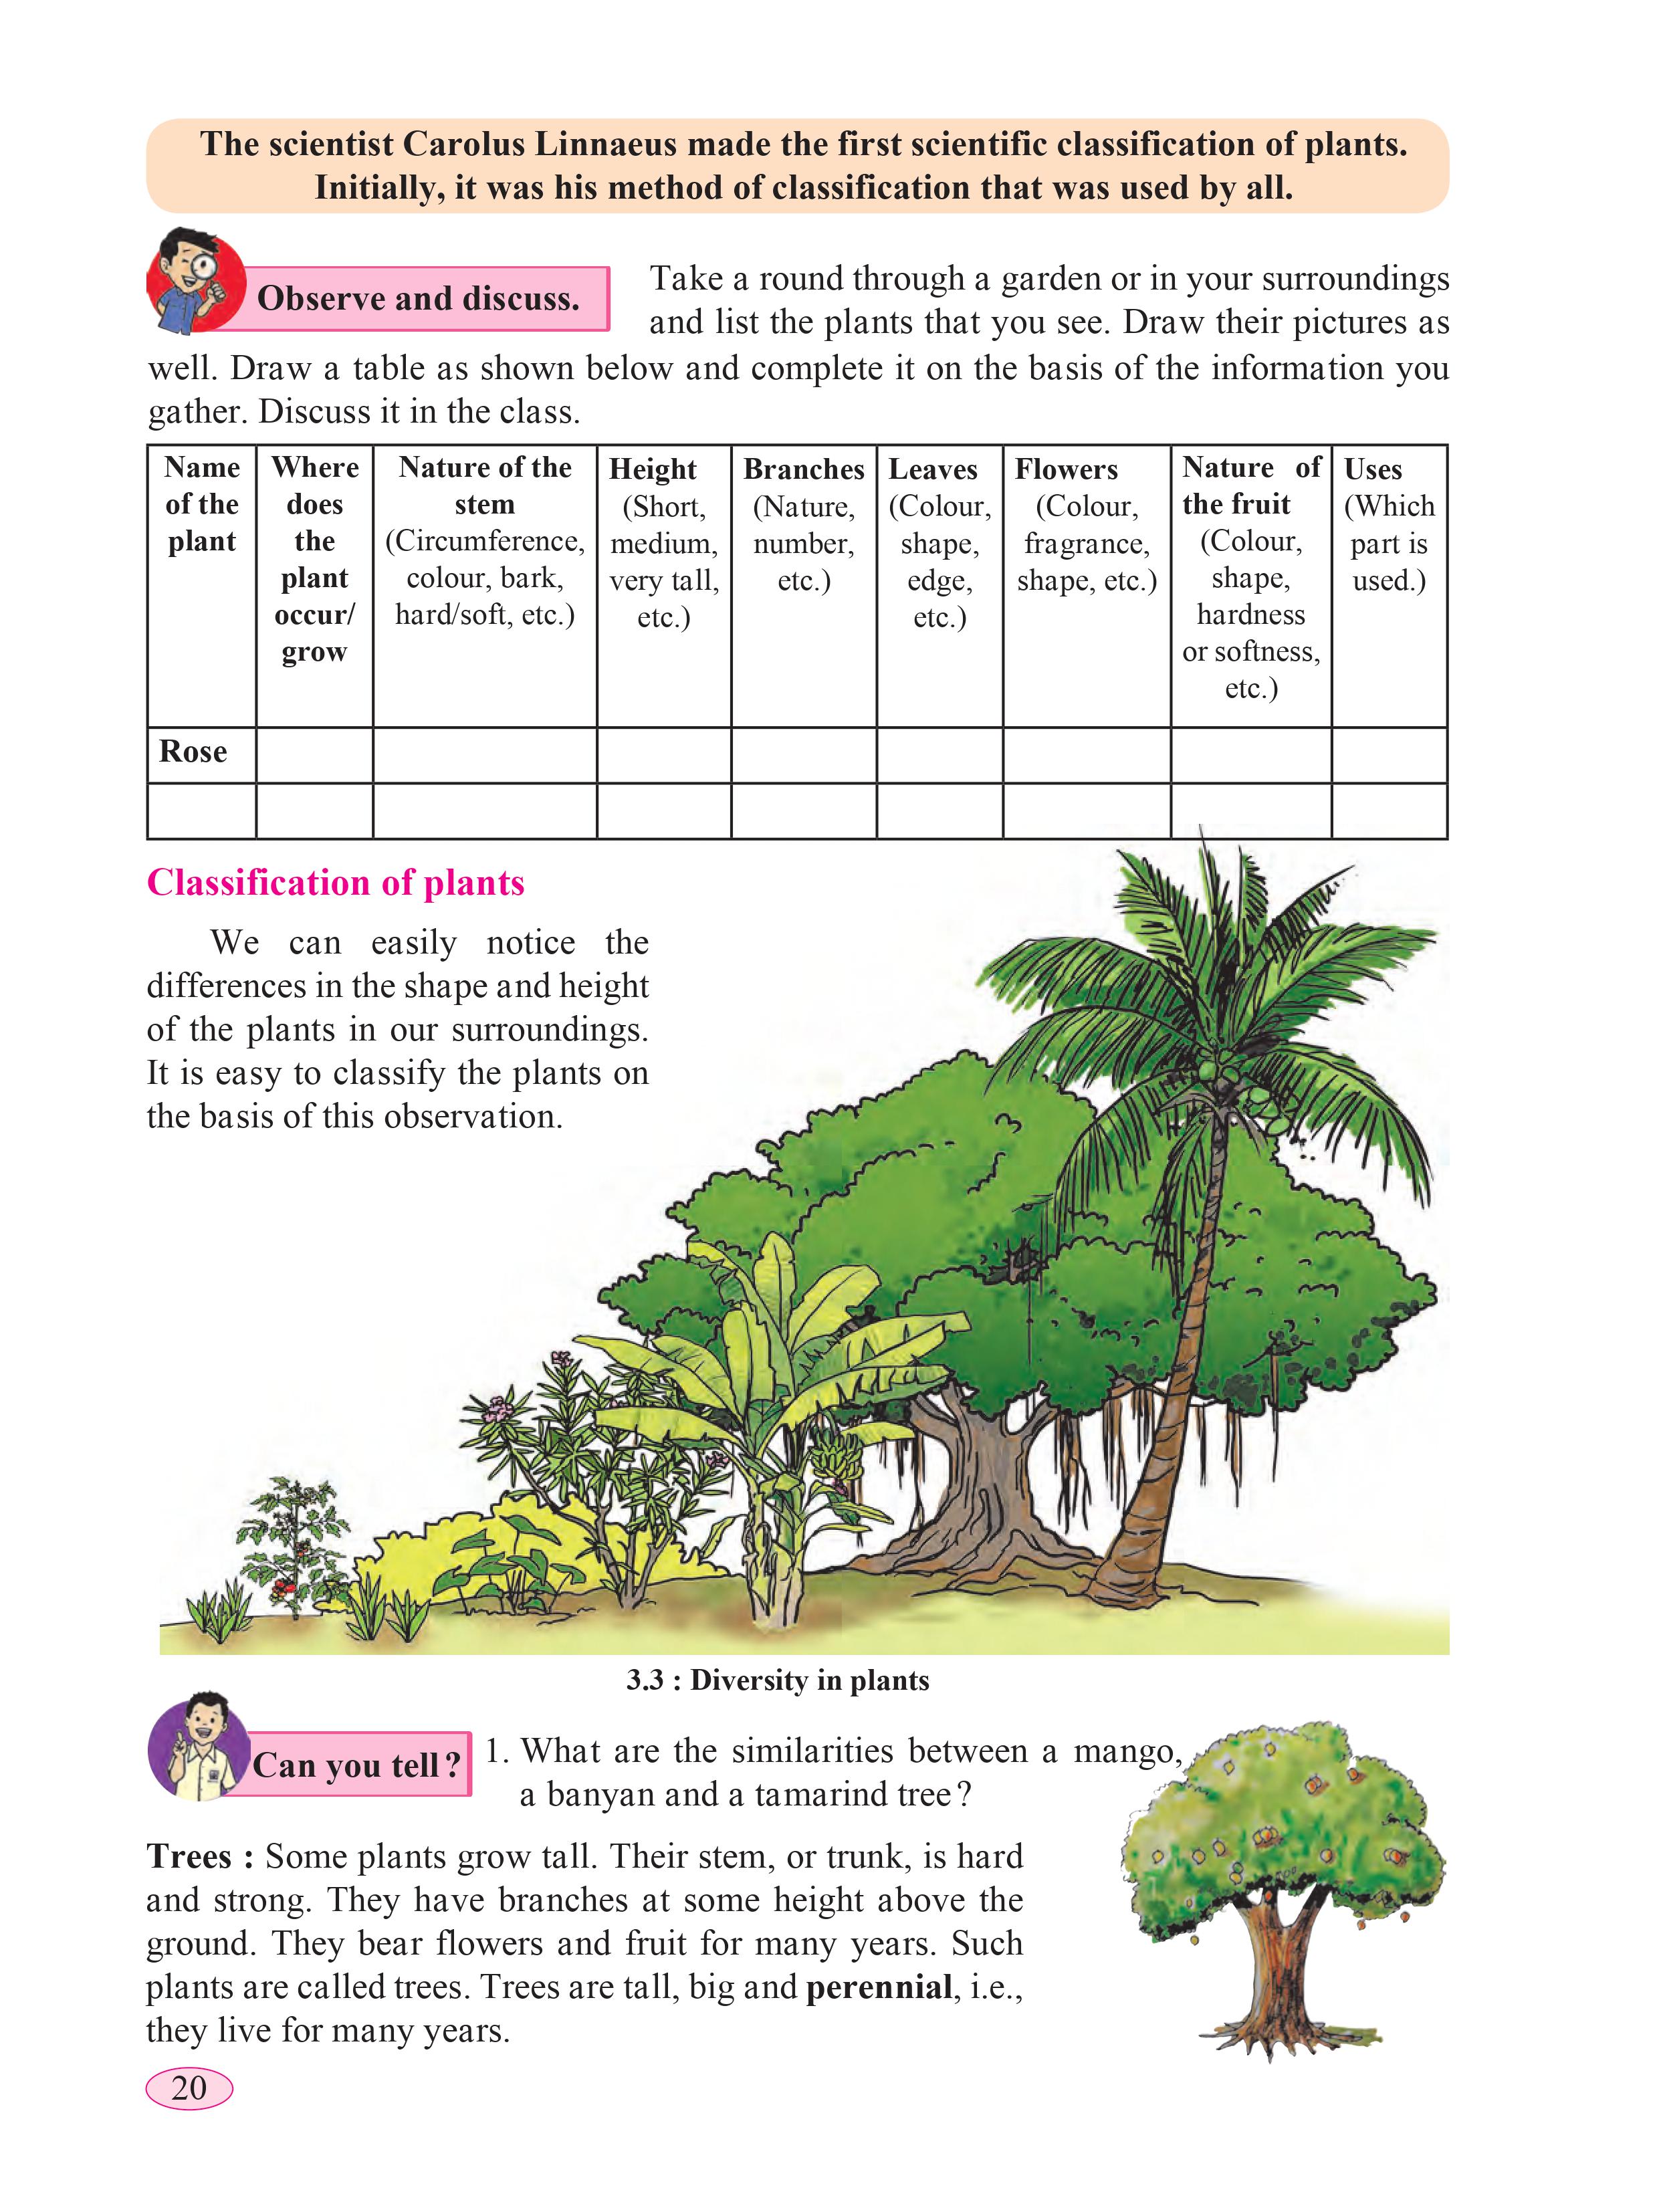 The scientist Carolus Linnaeus made the first scientific classification of plants.
Initially, it was his method of classification that was used by all.
Observe and discuss.
Take a round through a garden or in your surroundings
and list the plants that you see. Draw their pictures as
well. Draw a table as shown below and complete it on the basis of the information you
gather. Discuss it in the class.
Name
of the
plant
Where
does
the
plant
occur/
grow
Nature of the
stem
(Circumference,
colour, bark,
hard/soft, etc.)
Height
(Short,
medium,
very tall,
etc.)
Branches
(Nature,
number,
etc.)
Leaves
(Colour,
shape,
edge,
etc.)
Flowers
(Colour,
fragrance,
shape, etc.)
Nature of
the fruit
(Colour,
shape,
hardness
or softness,
etc.)
Uses
(Which
part is
used.)
Rose
Classification of plants
We can easily notice the
differences in the shape and height
of the plants in our surroundings.
It is easy to classify the plants on
the basis of this observation.
3.3 : Diversity in plants
Can you tell?
1. What are the similarities between a mango,
a banyan and a tamarind tree?
Trees : Some plants grow tall. Their stem, or trunk, is hard
and strong. They have branches at some height above the
ground. They bear flowers and fruit for many years. Such
plants are called trees. Trees are tall, big and perennial, i.e.,
they live for many years.
20